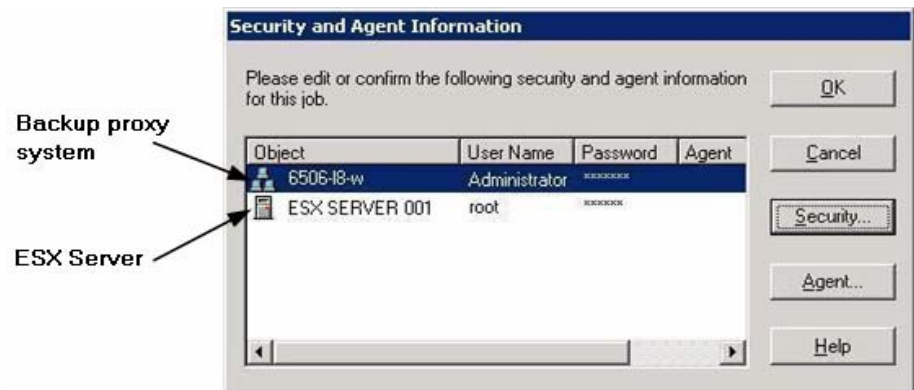 Security and Agent Information
Please edit or confirm the following security and agent information
for this job.
OK
Backup proxy
system
Object User Name Password Agent
Cancel
6506-I8-w Administrator *******
ESX SERVER 001 root ******
Security...
ESX Server
Agent...
Help